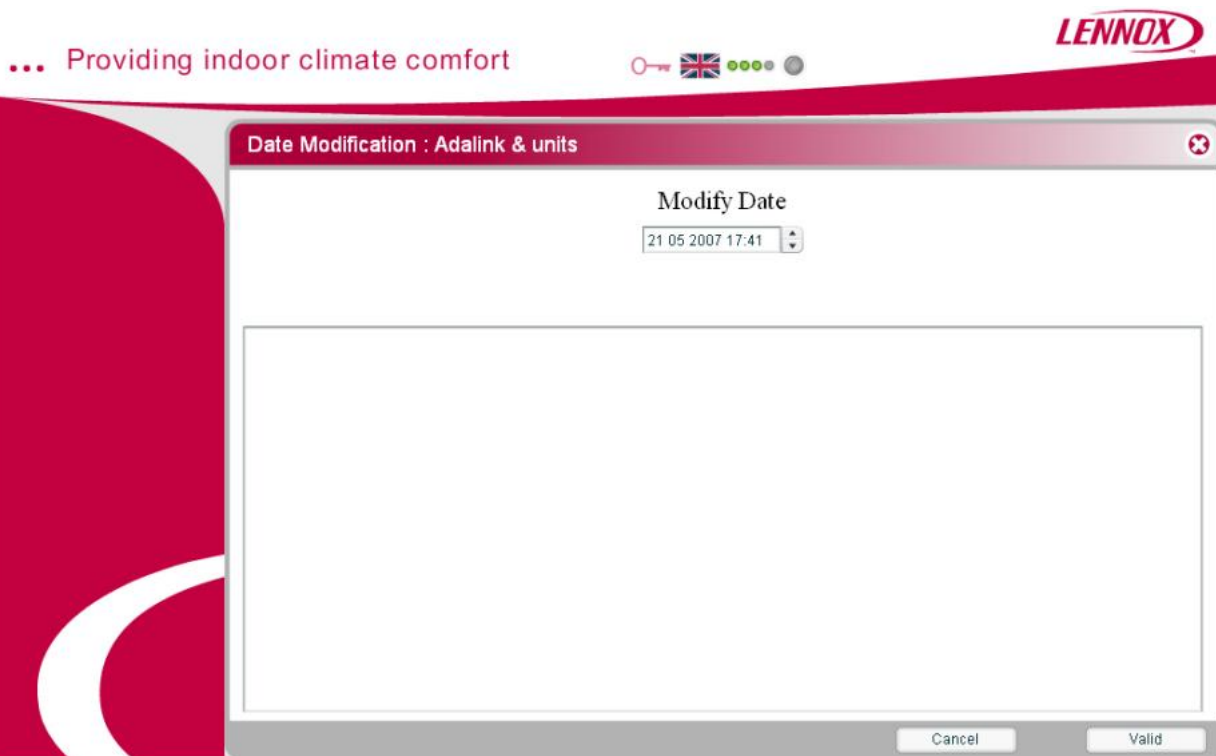 LENNOX
... Providing indoor climate comfort
Date Modification : Adalink & units
Modify Date
21 05 2007 17:41
Cancel
Valid